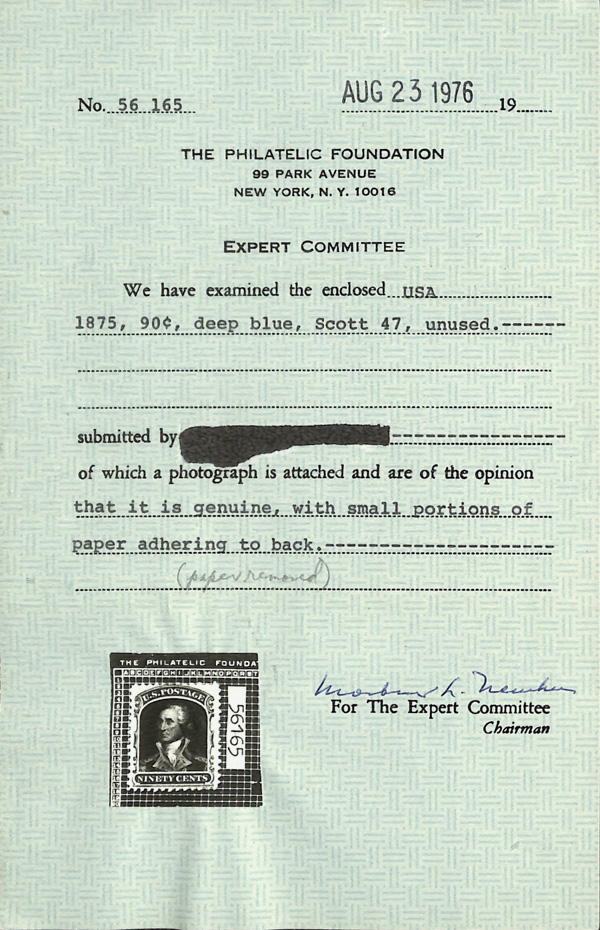 No. 56 165
AUG 23 1976 19
THE PHILATELIC FOUNDATION
99 PARK AVENUE
NEW YORK, N. Y. 10016
EXPERT COMMITTEE
We have examined the enclosed USA
1875, 90¢, deep blue, Scott 47, unused.------
submitted by ----------------
of which a photograph is attached and are of the opinion
that it is genuine, with small portions of
paper adhering to back.---------------------
(paper removed)
THE PHILATELIC FOUNDA
ABCDEFGHIJKLMNOPQRST
U.S. POSTAGE
56165
NINETY CENTS
For The Expert Committee
Chairman